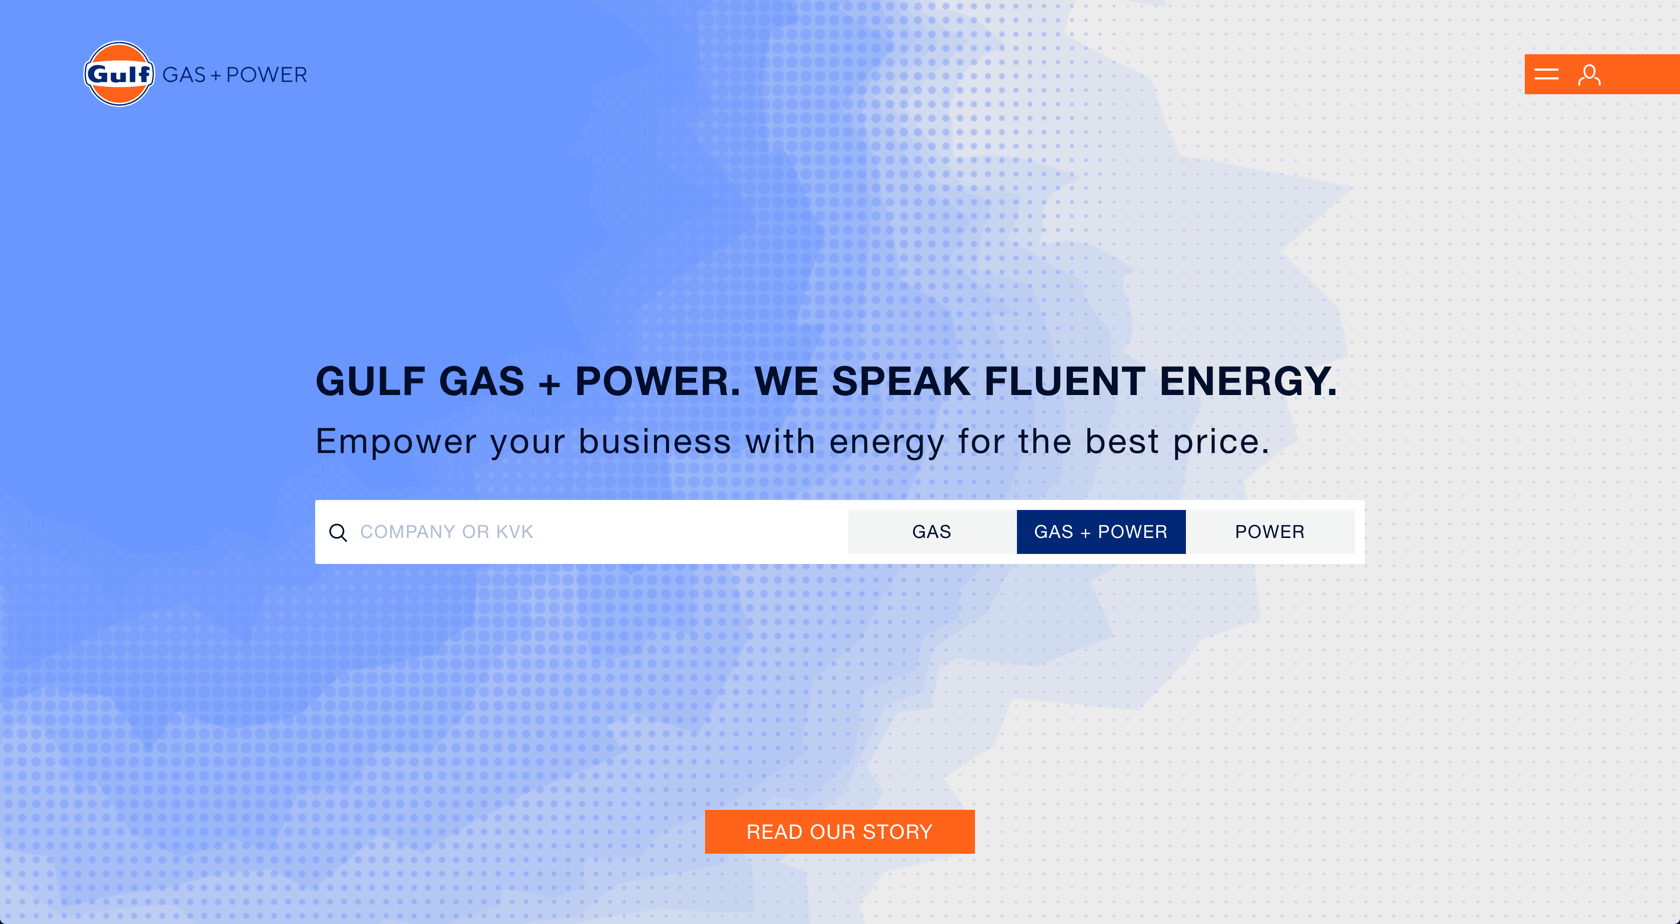 Gulf GAS + POWER
GULF GAS + POWER. WE SPEAK FLUENT ENERGY.
Empower your business with energy for the best price.
COMPANY OR KVK GAS GAS + POWER POWER
READ OUR STORY